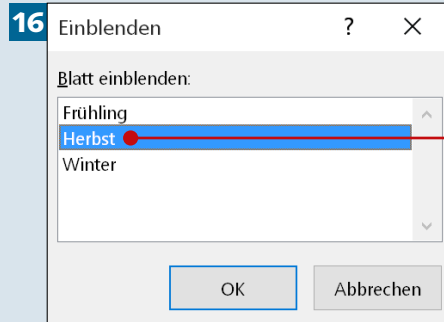 16
Einblenden ?
Blatt einblenden:
Frühling
Herbst
Winter
OK Abbrechen